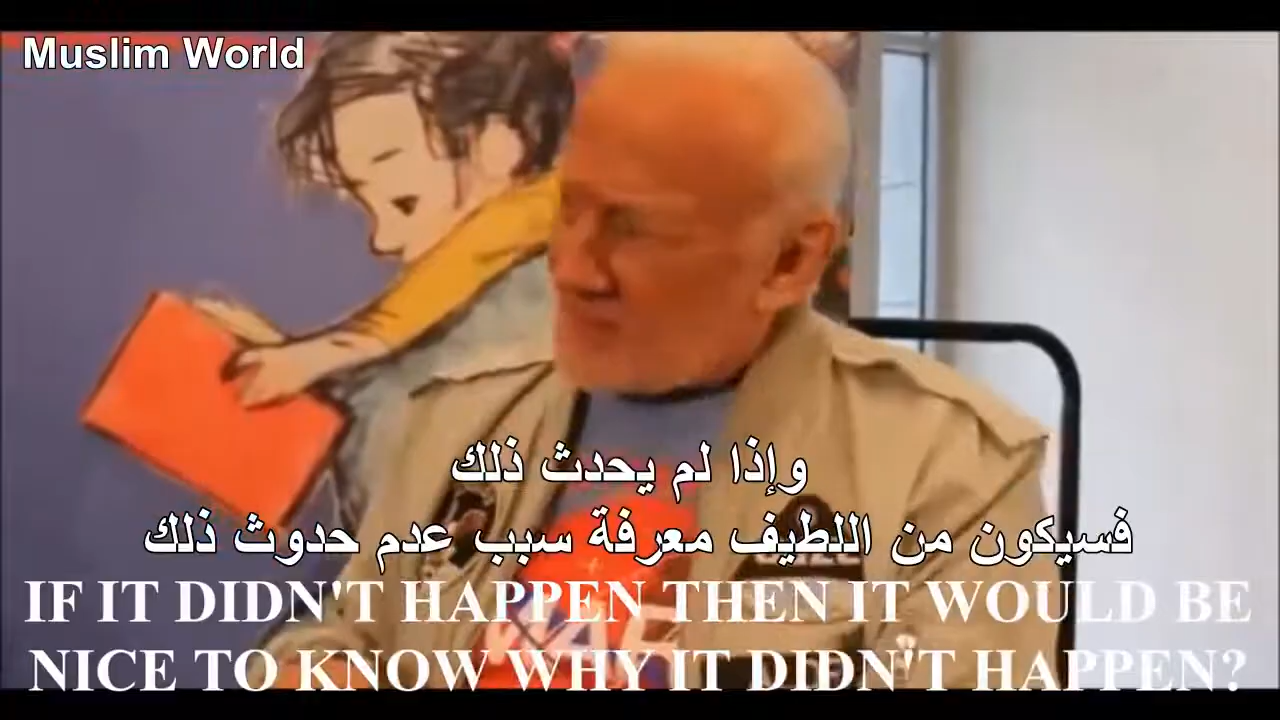 Muslim World
وإذا لم يحدث ذلك
فسيكون من اللطيف معرفة سبب عدم حدوث ذلك
IF IT DIDN'T HAPPEN THEN IT WOULD BE
NICE TO KNOW WHY IT DIDN'T HAPPEN?